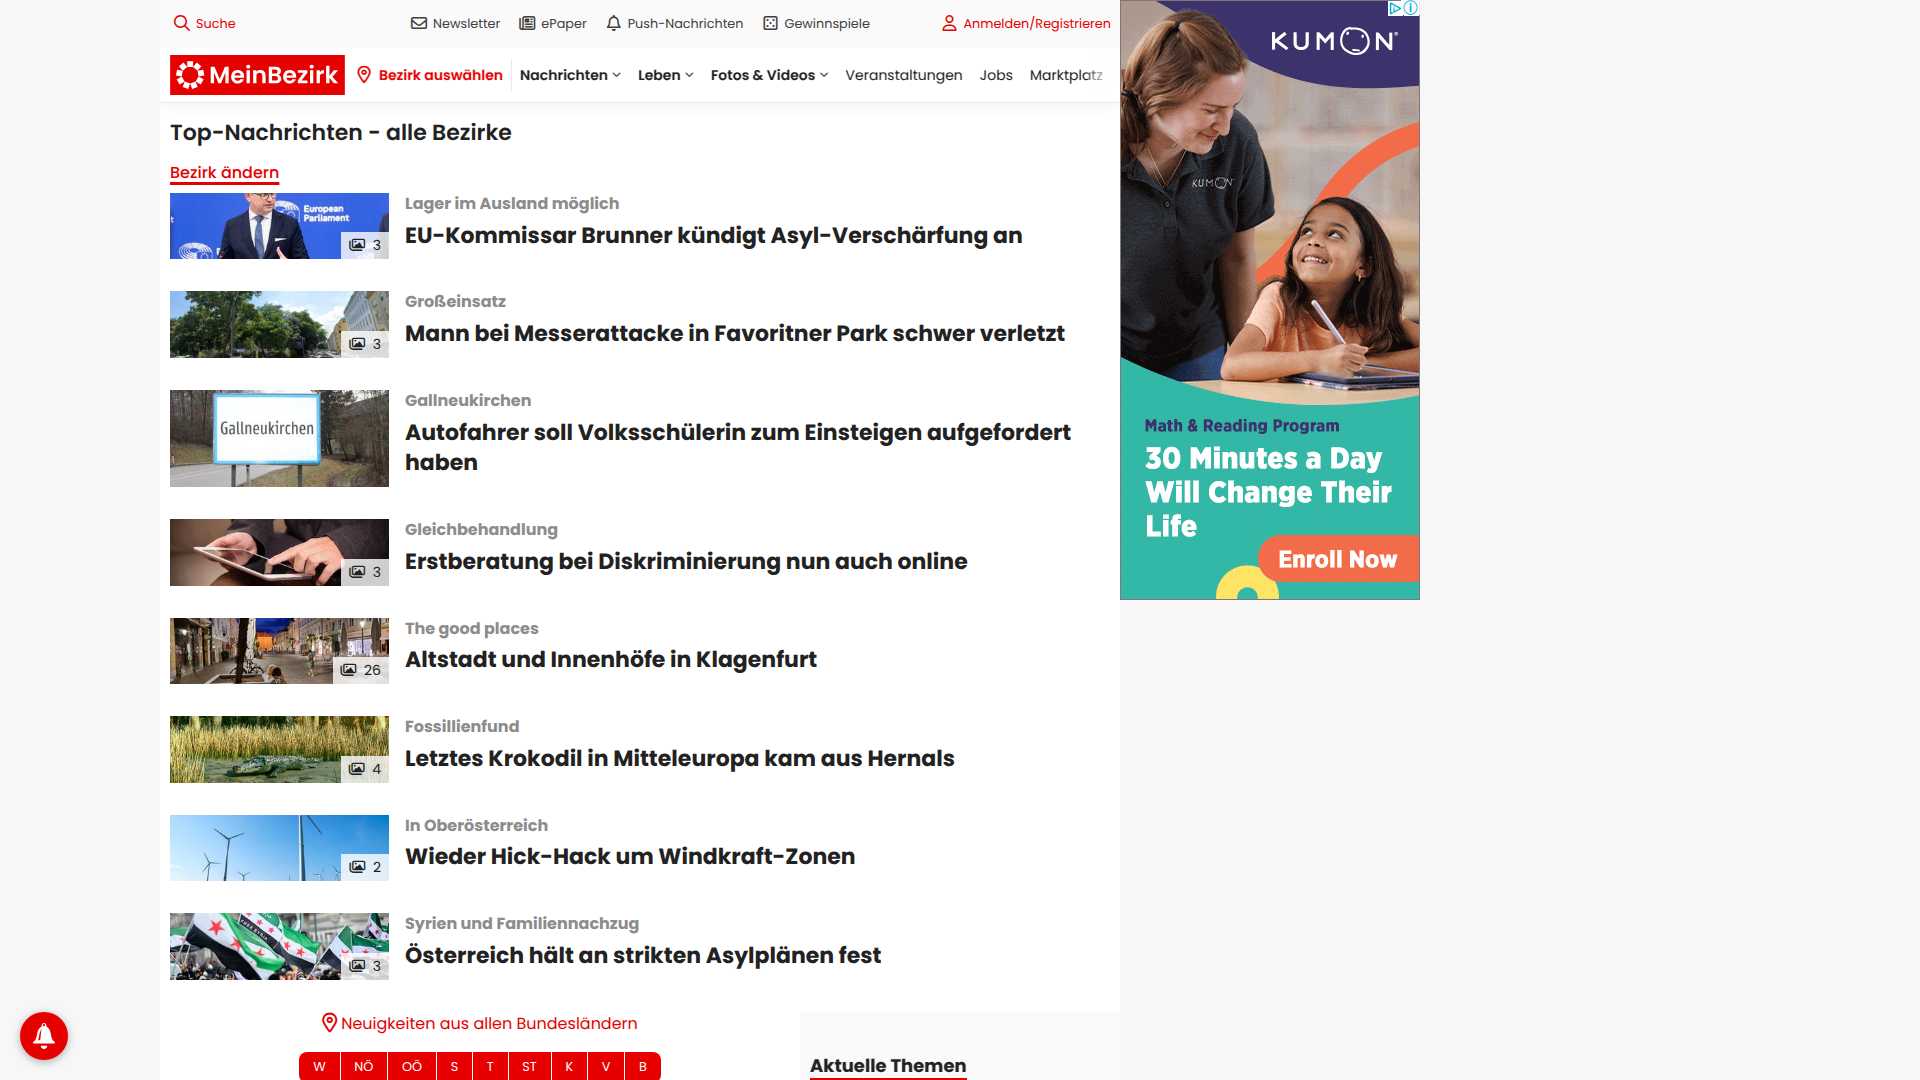 Suche
Newsletter
ePaper
Push-Nachrichten
Gewinnspiele
Anmelden/Registrieren
MeinBezirk
Bezirk auswählen
Nachrichten
Leben
Fotos & Videos
Veranstaltungen
Jobs
Marktplatz
Top-Nachrichten - alle Bezirke
Bezirk ändern
European
Parliament
3
Lager im Ausland möglich
EU-Kommissar Brunner kündigt Asyl-Verschärfung an
3
Großeinsatz
Mann bei Messerattacke in Favoritner Park schwer verletzt
Gallneukirchen
Gallneukirchen
Autofahrer soll Volksschülerin zum Einsteigen aufgefordert
haben
3
Gleichbehandlung
Erstberatung bei Diskriminierung nun auch online
26
The good places
Altstadt und Innenhöfe in Klagenfurt
4
Fossillienfund
Letztes Krokodil in Mitteleuropa kam aus Hernals
2
In Oberösterreich
Wieder Hick-Hack um Windkraft-Zonen
3
Syrien und Familiennachzug
Österreich hält an strikten Asylplänen fest
Neuigkeiten aus allen Bundesländern
W NÖ OÖ S T ST K V B
Aktuelle Themen
KUMON
KUMON
Math & Reading Program
30 Minutes a Day
Will Change Their
Life
Enroll Now